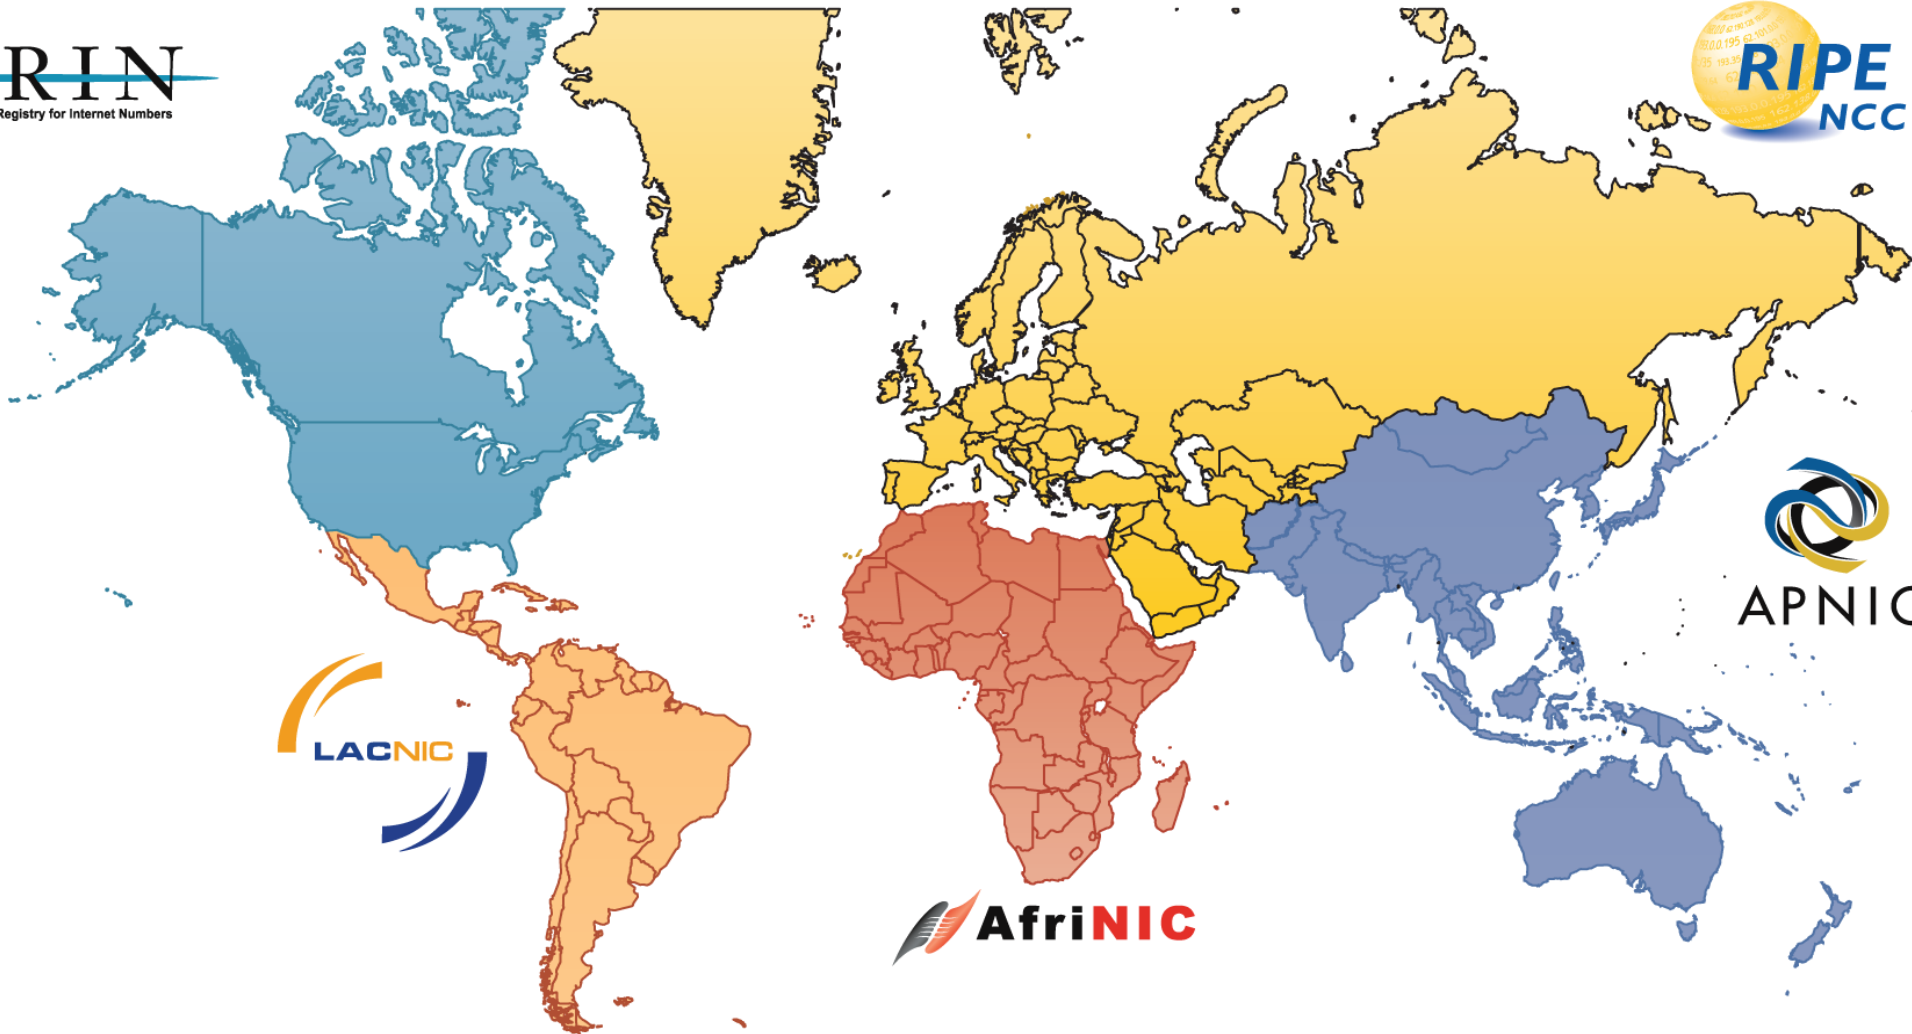 RIN
Registry for Internet Numbers
RIPE
NCC
LACNIC
APNIC
AfriNIC